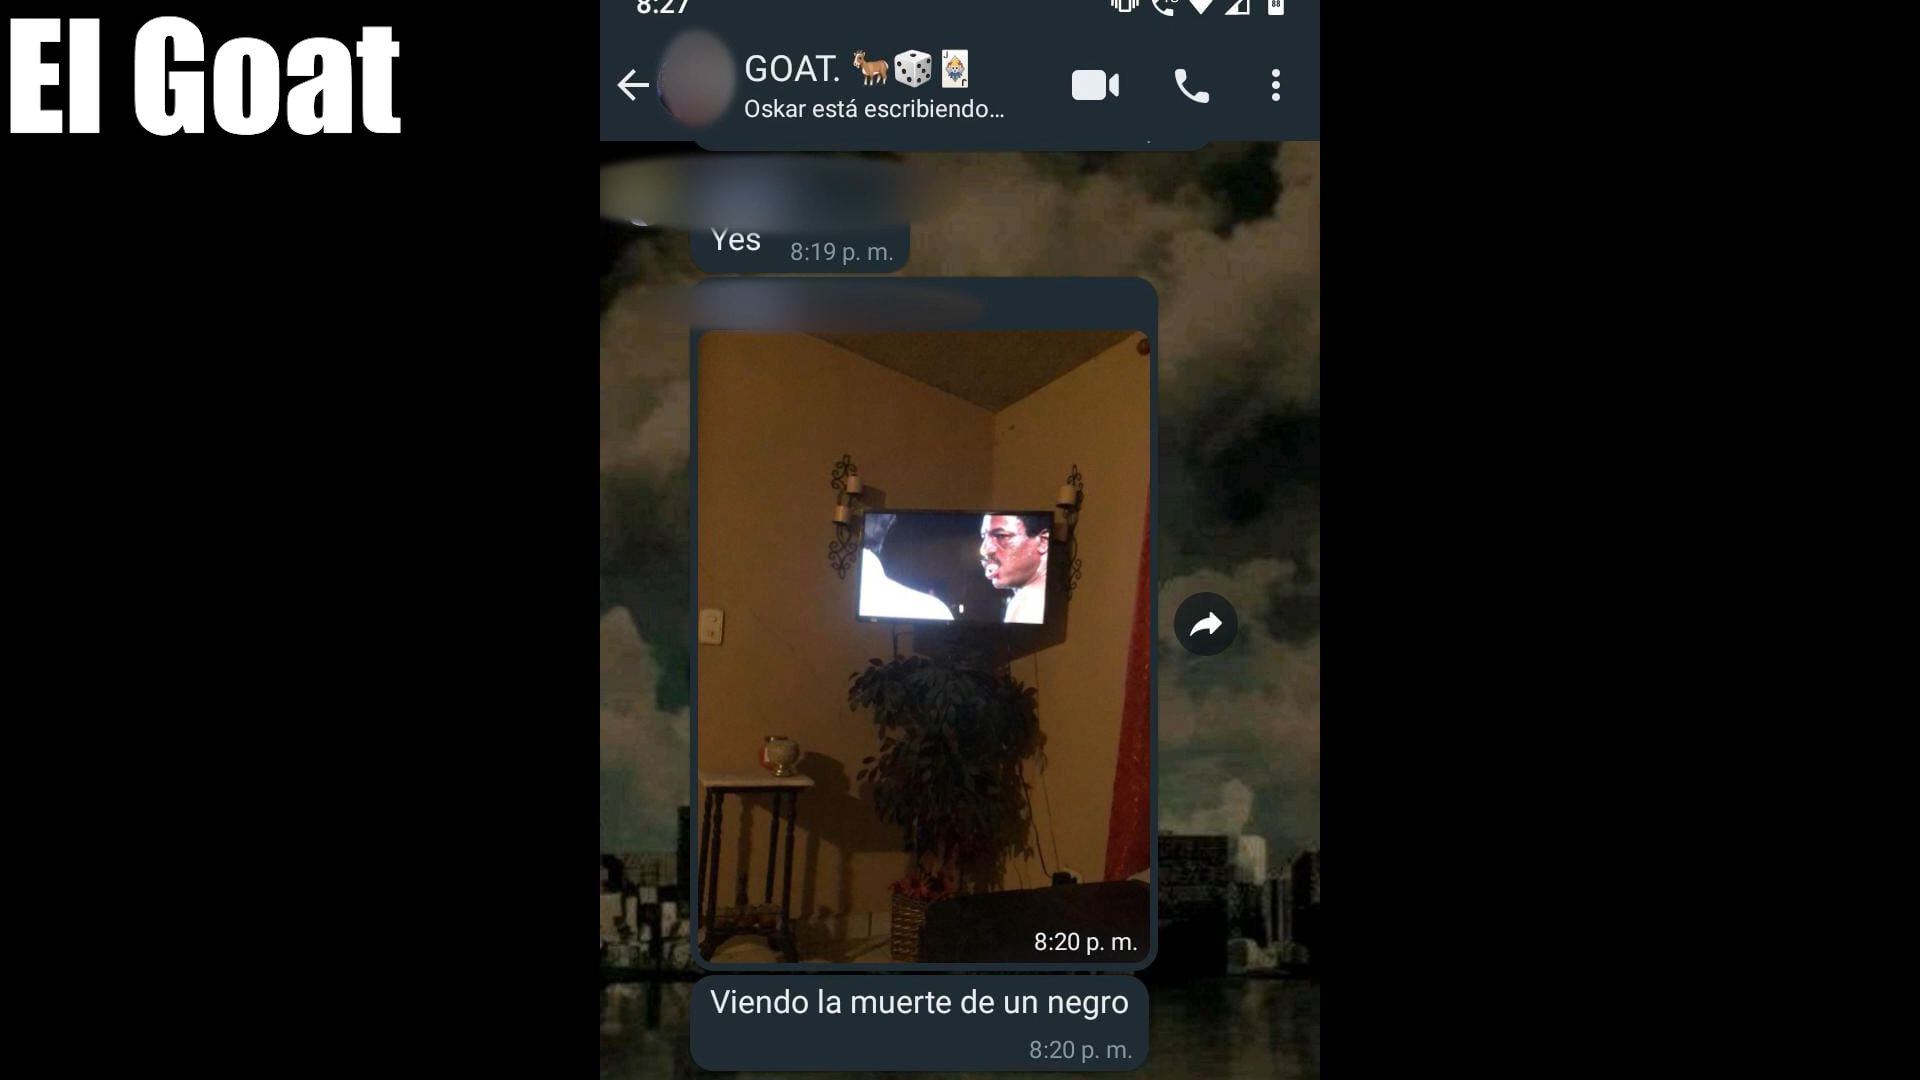 El Goat
8:27
GOAT. 🐐🎲🃏
Oskar está escribiendo...
Yes
8:19 p. m.
8:20 p. m.
Viendo la muerte de un negro
8:20 p. m.